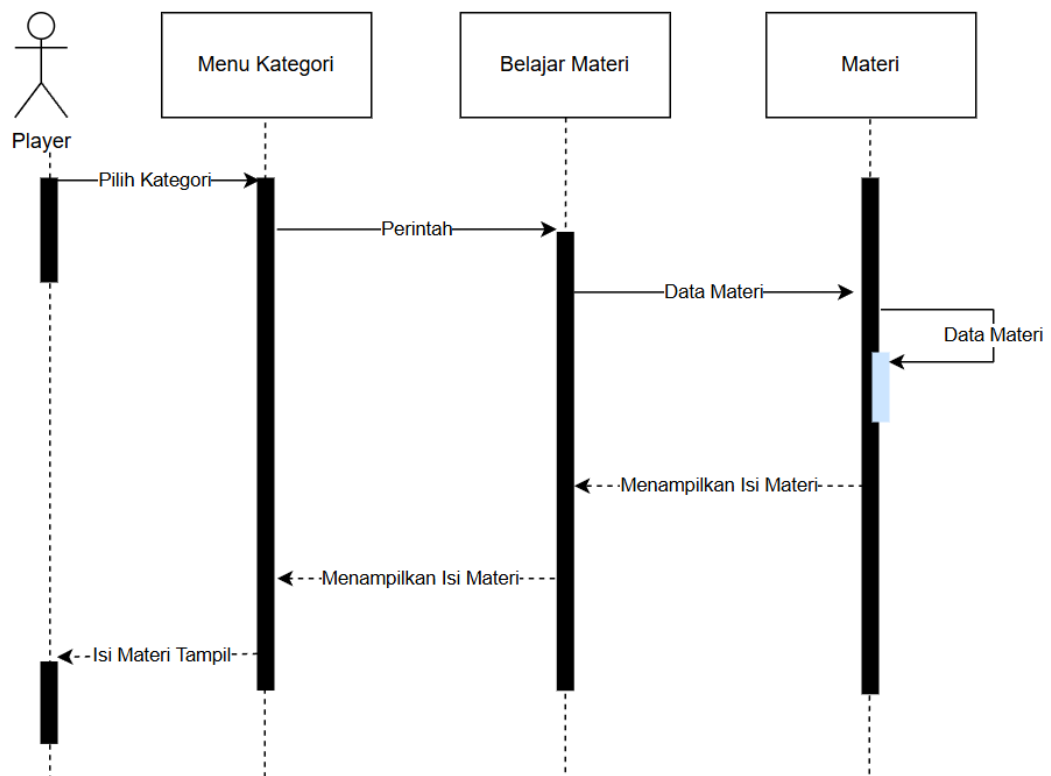 Menu Kategori
Belajar Materi
Materi
Player
Pilih Kategori
Perintah
Data Materi
Data Materi
Menampilkan Isi Materi
Menampilkan Isi Materi
Isi Materi Tampil